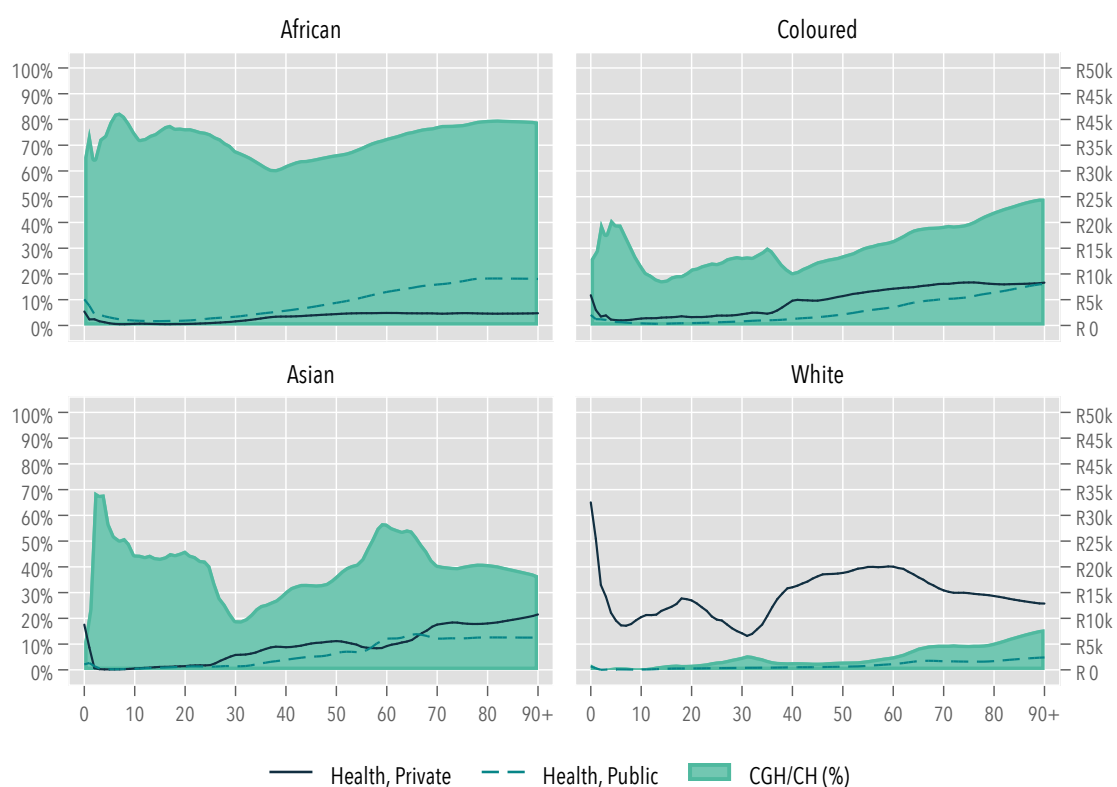 African
Coloured
100%
90%
80%
70%
60%
50%
40%
30%
20%
10%
0%
R50k
R45k
R45k
R35k
R30k
R25k
R20k
R15k
R10k
R5k
R 0
Asian
White
100%
90%
80%
70%
60%
50%
40%
30%
20%
10%
0%
R50k
R45k
R45k
R35k
R30k
R20k
R15k
R10k
R5k
R 0
0 10 20 30 40 50 60 70 80 90+
0 10 20 30 40 50 60 70 80 90+
Health, Private Health, Public CGH/CH (%)